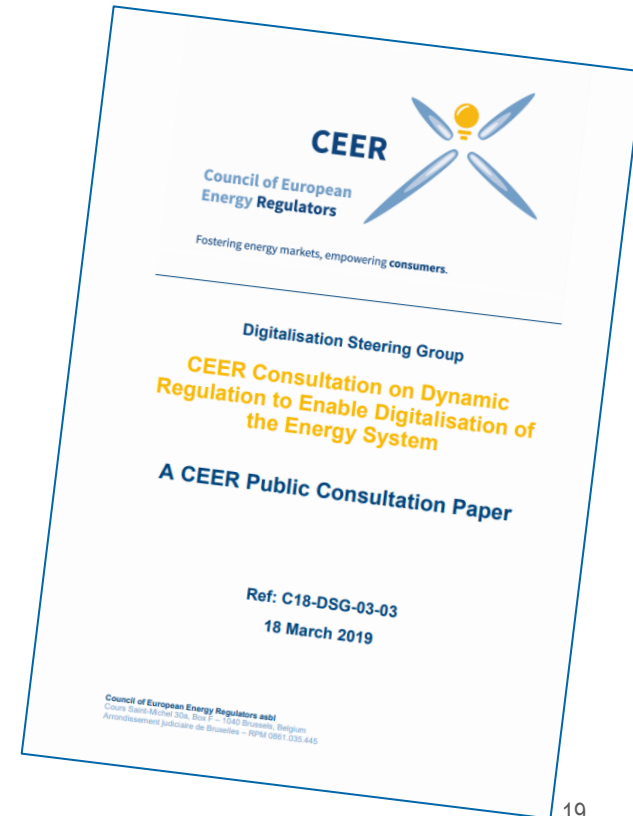 CEER
Council of European
Energy Regulators
Fostering energy markets, empowering consumers.
Digitalisation Steering Group
CEER Consultation on Dynamic
Regulation to Enable Digitalisation of
the Energy System
A CEER Public Consultation Paper
Ref: C18-DSG-03-03
18 March 2019
Council of European Energy Regulators asbl
Cours Saint-Michel 30a, Box F – 1040 Brussels, Belgium
Arrondissement judiciaire de Bruxelles – RPM 0861.035.445
19